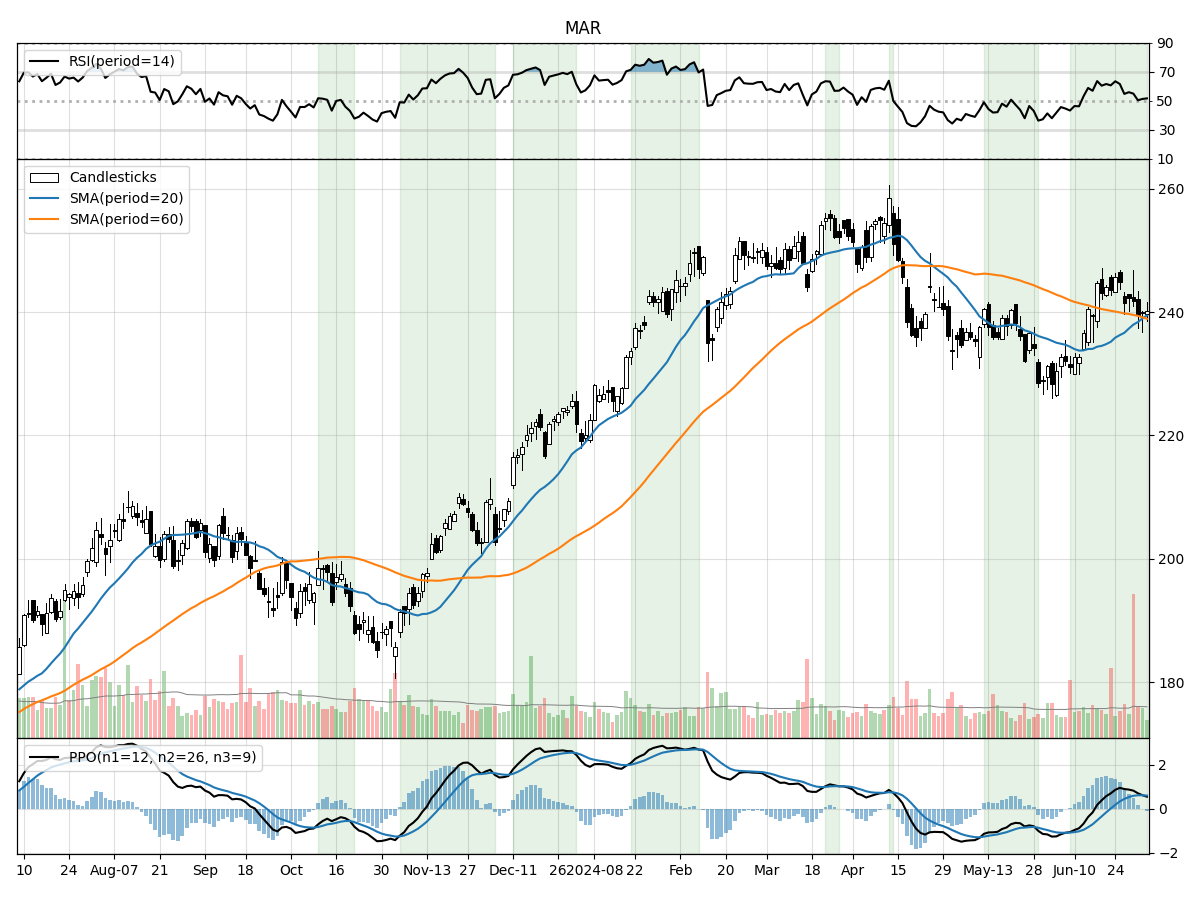 MAR
RSI(period=14)
90
70
50
30
10
Candlesticks
SMA(period=20)
SMA(period=60)
260
240
220
200
180
PPO(n1=12, n2=26, n3=9)
2
0
−2
10 24 Aug-07 21 Sep 18 Oct 16 30 Nov-13 27 Dec-11 26 2024-08 22 Feb 20 Mar 18 Apr 15 29 May-13 28 Jun-10 24